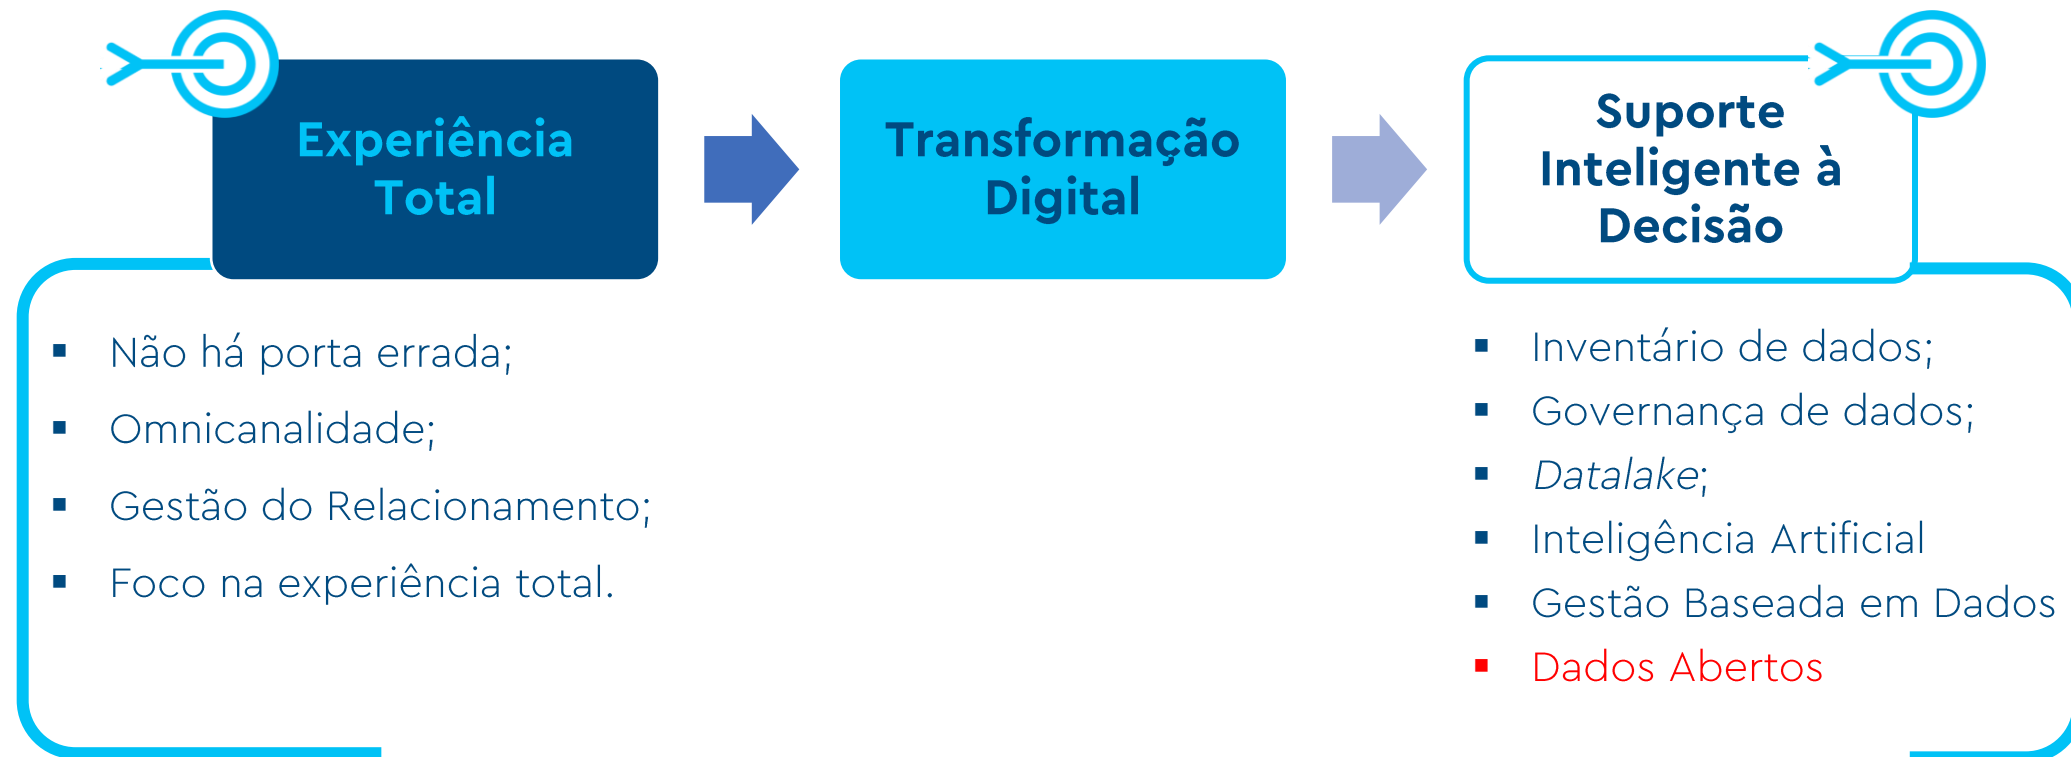 Experiência
Total
Transformação
Digital
Suporte
Inteligente à
Decisão
Não há porta errada;
Omnicanalidade;
Gestão do Relacionamento;
Foco na experiência total.
Inventário de dados;
Governança de dados;
Datalake;
Inteligência Artificial
Gestão Baseada em Dados
Dados Abertos